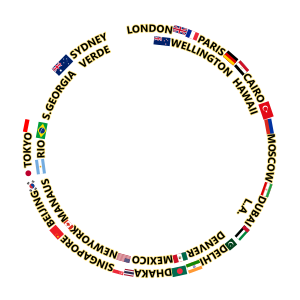 LONDON
PARIS
CAIRO
MOSCOW
DUBAI
DELHI
DHAKA
SINGAPORE
BEIJING
TOKYO
SYDNEY
WELLINGTON
HAWAII
L.A.
DENVER
MEXICO
NEWYORK
MANAUS
RIO
S.GEORGIA
VERDE